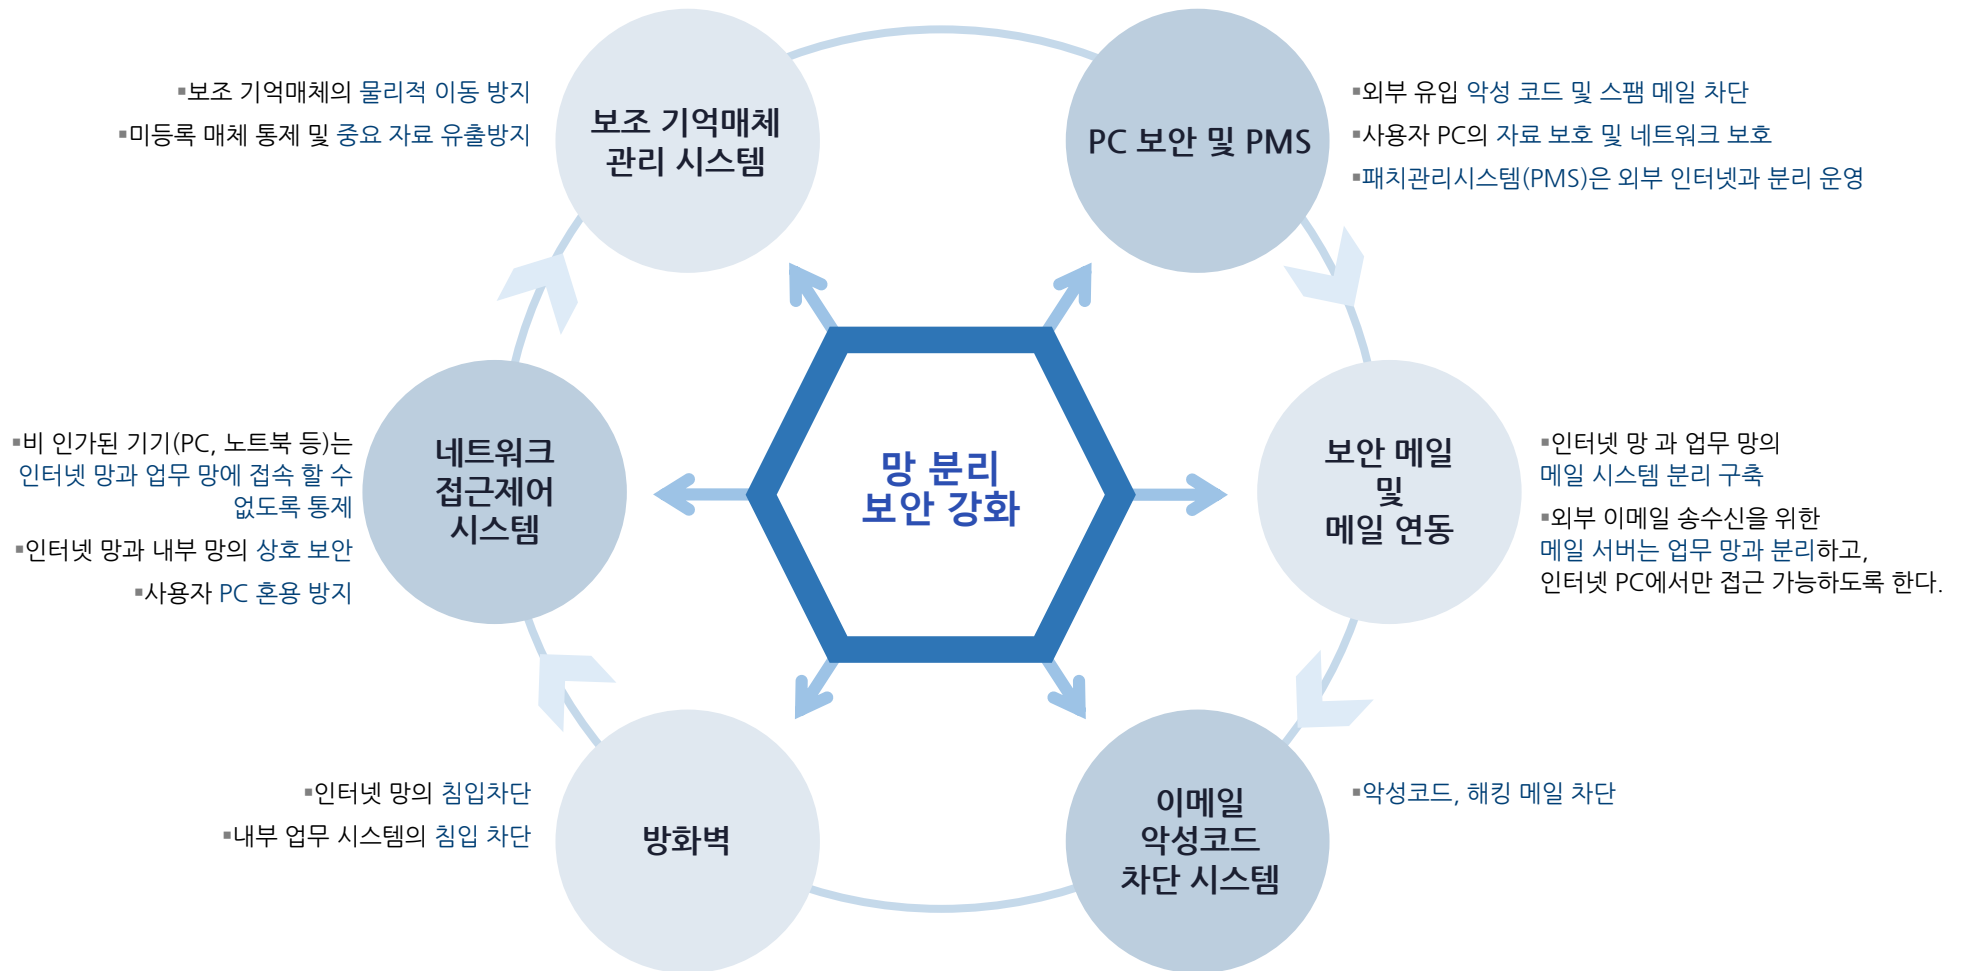 ▪보조 기억매체의 물리적 이동 방지
▪미등록 매체 통제 및 중요 자료 유출방지
보조 기억매체
관리 시스템
PC 보안 및 PMS
▪외부 유입 악성 코드 및 스팸 메일 차단
▪사용자 PC의 자료 보호 및 네트워크 보호
▪패치관리시스템(PMS)은 외부 인터넷과 분리 운영
▪비 인가된 기기(PC, 노트북 등)는
인터넷 망과 업무 망에 접속 할 수
없도록 통제
▪인터넷 망과 내부 망의 상호 보안
▪사용자 PC 혼용 방지
네트워크
접근제어
시스템
망 분리
보안 강화
보안 메일
및
메일 연동
▪인터넷 망 과 업무 망의
메일 시스템 분리 구축
▪외부 이메일 송수신을 위한
메일 서버는 업무 망과 분리하고,
인터넷 PC에서만 접근 가능하도록 한다.
▪인터넷 망의 침입차단
▪내부 업무 시스템의 침입 차단
방화벽
이메일
악성코드
차단 시스템
▪악성코드, 해킹 메일 차단